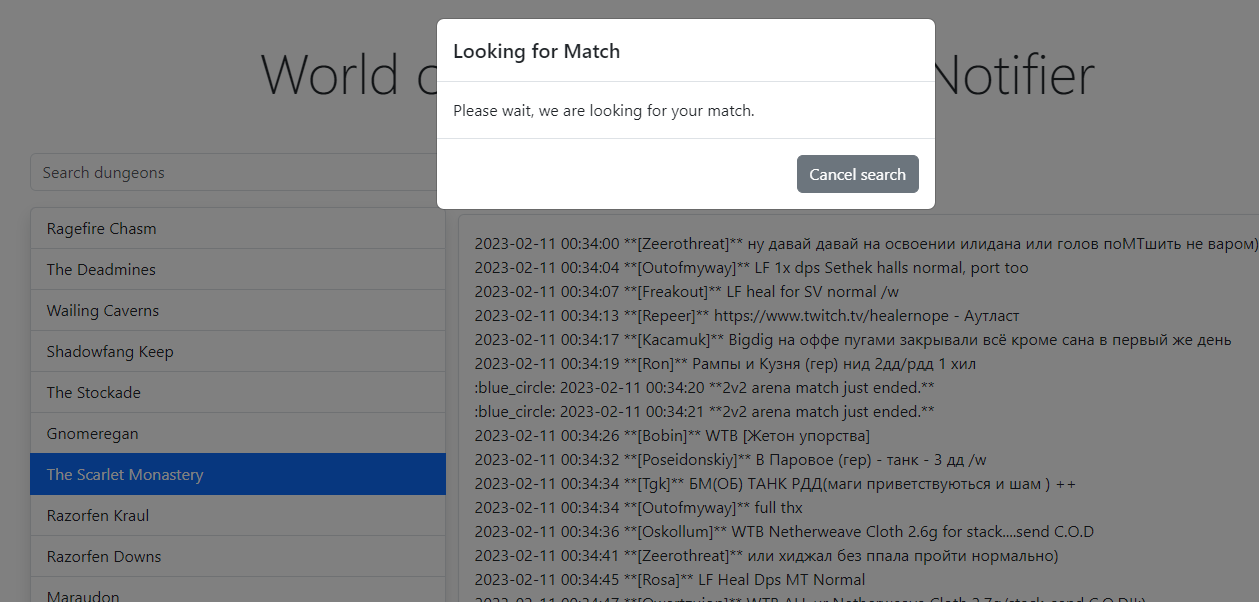 Looking for Match
World o
Notifier
Please wait, we are looking for your match.
Cancel search
Search dungeons
Ragefire Chasm
The Deadmines
Wailing Caverns
Shadowfang Keep
The Stockade
Gnomeregan
The Scarlet Monastery
Razorfen Kraul
Razorfen Downs
Maraudon
2023-02-11 00:34:00 **[Zeerothreat]** ну давай давай на освоении илидана или голов поМТшить не варом)
2023-02-11 00:34:04 **[Outofmyway]** LF 1x dps Sethek halls normal, port too
2023-02-11 00:34:07 **[Freakout]** LF heal for SV normal /w
2023-02-11 00:34:13 **[Repeer]** https://www.twitch.tv/healernope - Аутласт
2023-02-11 00:34:17 **[Kacamuk]** Bigdig на оффе пугами закрывали всё кроме сана в первый же день
2023-02-11 00:34:19 **[Ron]** Рампы и Кузня (гер) нид 2дд/рдд 1 хил
:blue_circle: 2023-02-11 00:34:20 **2v2 arena match just ended.**
:blue_circle: 2023-02-11 00:34:21 **2v2 arena match just ended.**
2023-02-11 00:34:26 **[Bobin]** WTB [Жетон упорства]
2023-02-11 00:34:32 **[Poseidonskiy]** В Паровое (гер) - танк - 3 дд /w
2023-02-11 00:34:34 **[Tgk]** БМ(ОБ) ТАНК РДД(маги приветствуються и шам ) ++
2023-02-11 00:34:34 **[Outofmyway]** full thx
2023-02-11 00:34:36 **[Oskollum]** WTB Netherweave Cloth 2.6g for stack....send C.O.D
2023-02-11 00:34:41 **[Zeerothreat]** или хиджал без ппала пройти нормально)
2023-02-11 00:34:45 **[Rosa]** LF Heal Dps MT Normal